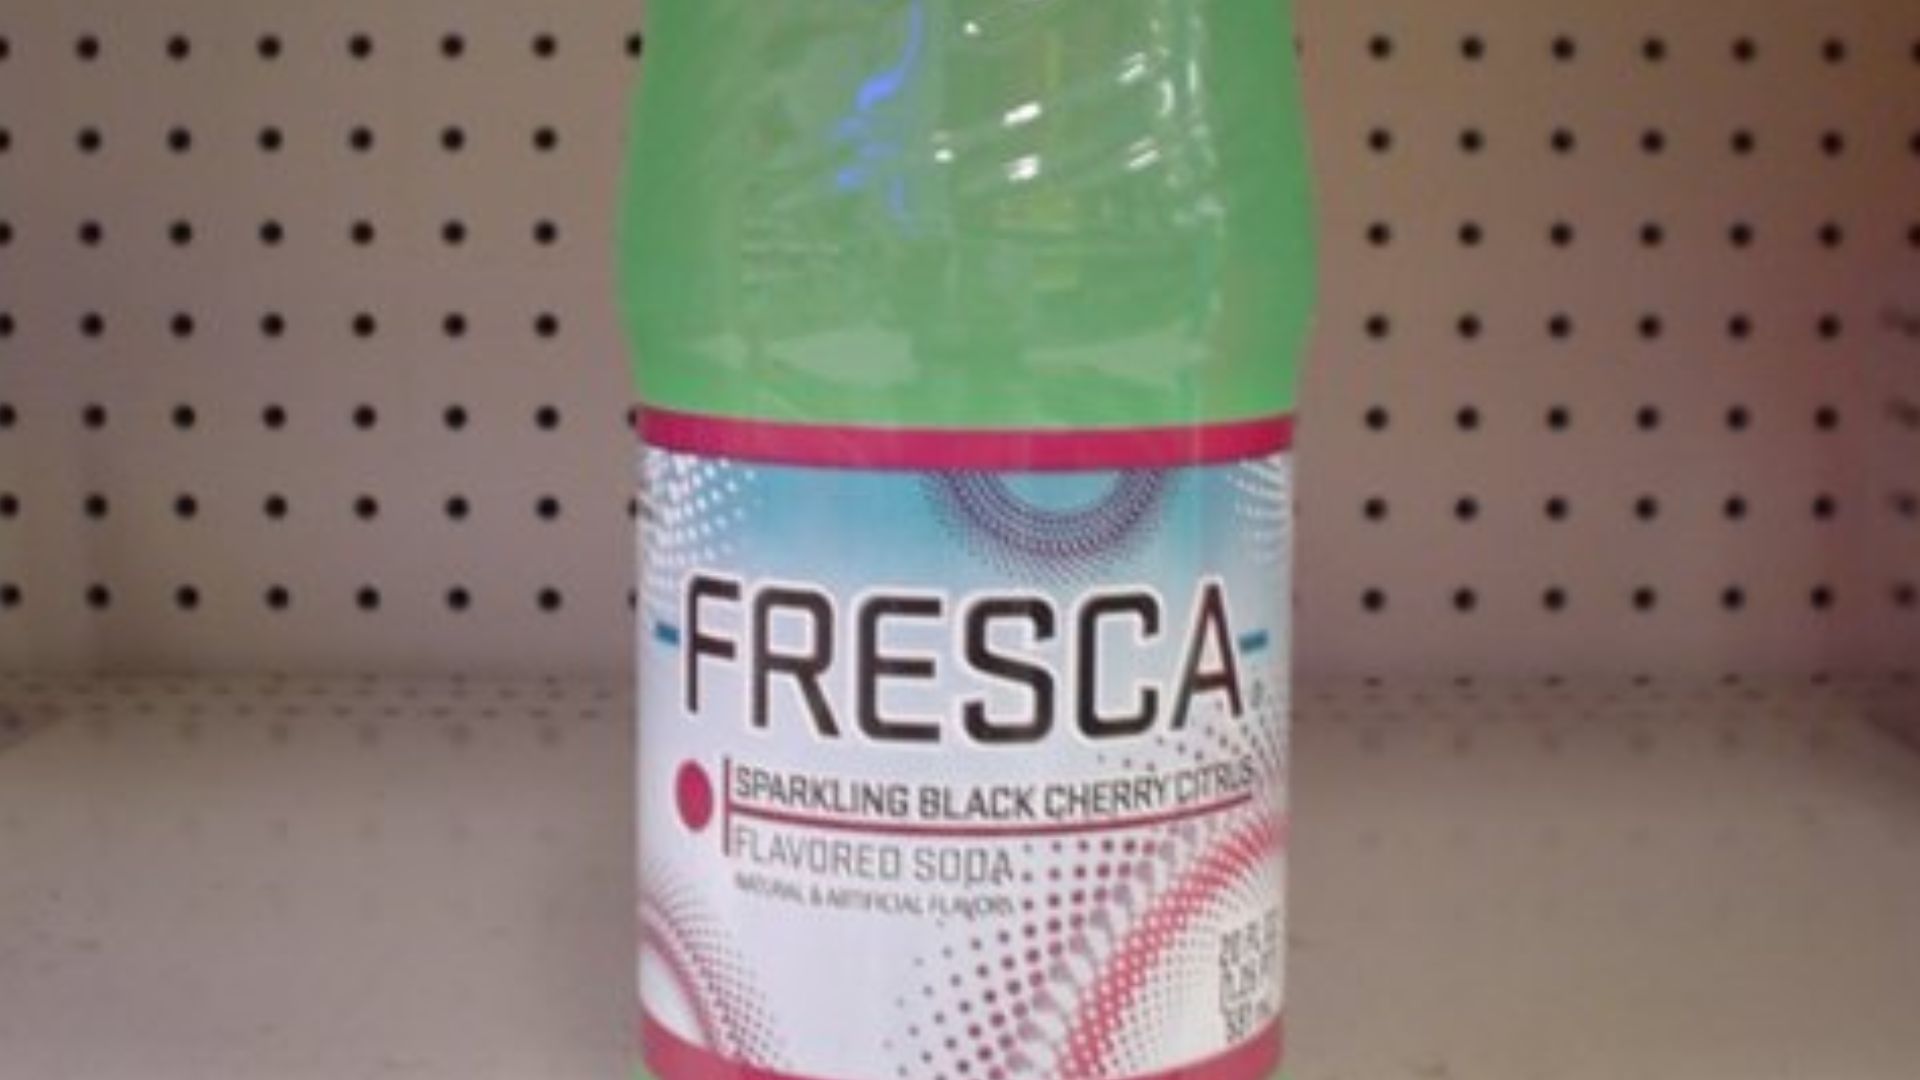 FRESCA
SPARKLING BLACK CHERRY CITRUS
FLAVORED SODA
NATURAL & ARTIFICIAL FLAVORS